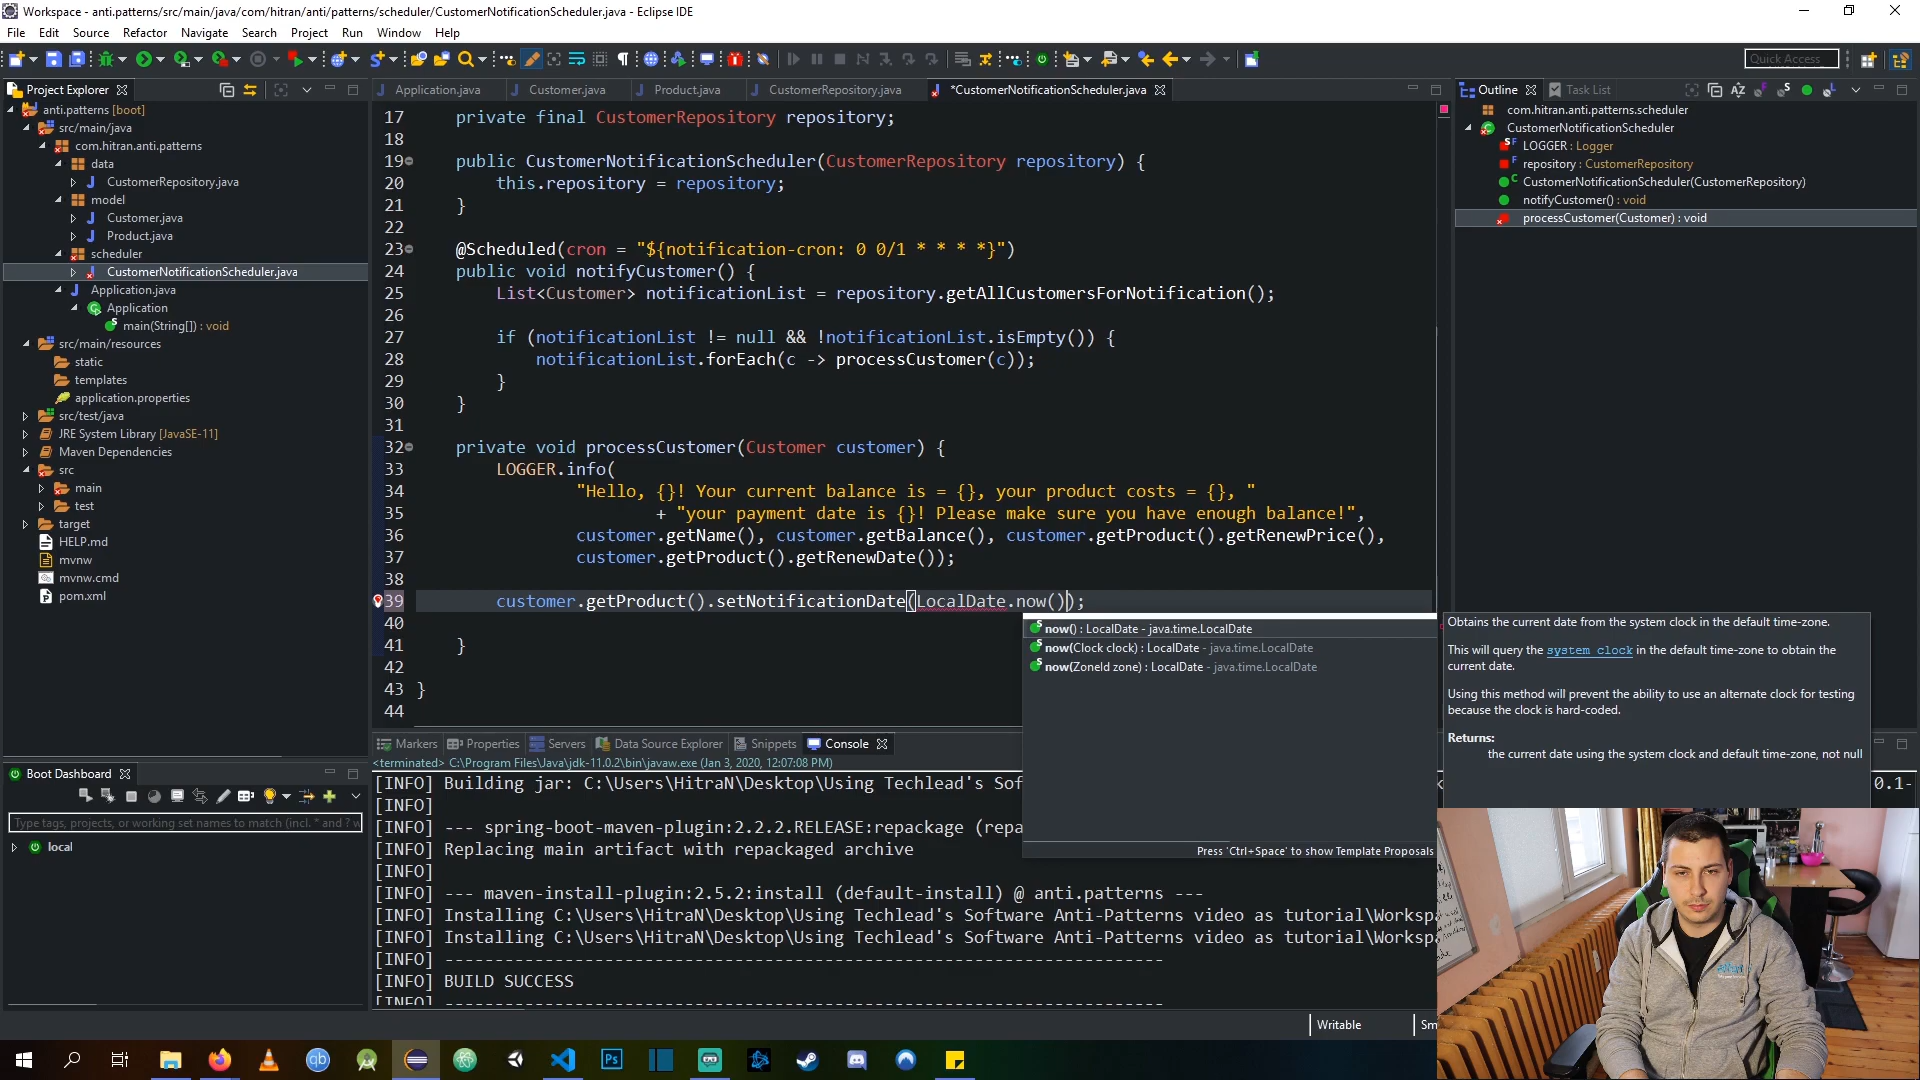 Workspace - anti.patterns/src/main/java/com/hitran/anti/patterns/scheduler/CustomerNotificationScheduler.java - Eclipse IDE
File Edit Source Refactor Navigate Search Project Run Window Help
Quick Access
Project Explorer
anti.patterns [boot]
src/main/java
com.hitran.anti.patterns
data
CustomerRepository.java
model
Customer.java
Product.java
scheduler
CustomerNotificationScheduler.java
Application.java
Application
main(String[]) : void
src/main/resources
static
templates
application.properties
src/test/java
JRE System Library [JavaSE-11]
Maven Dependencies
src
main
test
target
HELP.md
mvnw
mvnw.cmd
pom.xml
Boot Dashboard
Type tags, projects, or working set names to match (incl. * and ? w
local
Application.java Customer.java Product.java CustomerRepository.java *CustomerNotificationScheduler.java
17 private final CustomerRepository repository;
18
19 public CustomerNotificationScheduler(CustomerRepository repository) {
20 this.repository = repository;
21 }
22
23 @Scheduled(cron = "${notification-cron: 0 0/1 * * * *}")
24 public void notifyCustomer() {
25 List<Customer> notificationList = repository.getAllCustomersForNotification();
26
27 if (notificationList != null && !notificationList.isEmpty()) {
28 notificationList.forEach(c -> processCustomer(c));
29 }
30 }
31
32 private void processCustomer(Customer customer) {
33 LOGGER.info(
34 "Hello, {}! Your current balance is = {}, your product costs = {}, "
35 + "your payment date is {}! Please make sure you have enough balance!",
36 customer.getName(), customer.getBalance(), customer.getProduct().getRenewPrice(),
37 customer.getProduct().getRenewDate());
38
39 customer.getProduct().setNotificationDate(LocalDate.now());
40
41 }
42
43 }
44
now() : LocalDate - java.time.LocalDate
now(Clock clock) : LocalDate - java.time.LocalDate
now(ZoneId zone) : LocalDate - java.time.LocalDate
Press 'Ctrl+Space' to show Template Proposals
Obtains the current date from the system clock in the default time-zone.
This will query the system clock in the default time-zone to obtain the
current date.
Using this method will prevent the ability to use an alternate clock for testing
because the clock is hard-coded.
Returns:
the current date using the system clock and default time-zone, not null
Outline Task List
com.hitran.anti.patterns.scheduler
CustomerNotificationScheduler
LOGGER : Logger
repository : CustomerRepository
CustomerNotificationScheduler(CustomerRepository)
notifyCustomer() : void
processCustomer(Customer) : void
Markers Properties Servers Data Source Explorer Snippets Console
<terminated> C:\Program Files\Java\jdk-11.0.2\bin\javaw.exe (Jan 3, 2020, 12:07:08 PM)
[INFO] Building jar: C:\Users\HitraN\Desktop\Using Techlead's Sof 0.1-
[INFO]
[INFO] --- spring-boot-maven-plugin:2.2.2.RELEASE:repackage (repa
[INFO] Replacing main artifact with repackaged archive
[INFO]
[INFO] --- maven-install-plugin:2.5.2:install (default-install) @ anti.patterns ---
[INFO] Installing C:\Users\HitraN\Desktop\Using Techlead's Software Anti-Patterns video as tutorial\Worksp
[INFO] Installing C:\Users\HitraN\Desktop\Using Techlead's Software Anti-Patterns video as tutorial\Worksp
[INFO] ------------------------------------------------------------------------
[INFO] BUILD SUCCESS
[INFO] ------------------------------------------------------------------------
Writable Sm
qb
Ps